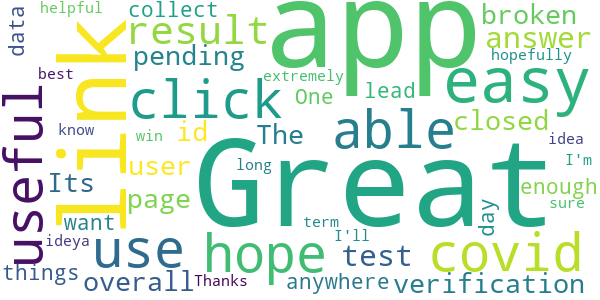 helpful
collect
data
link
result
app
broken
answer
pending
best
extremely
hopefully
easy
click
One
lead
useful
know
win
id
The
able
closed
idea
user
long
Great
I'm
Its
page
enough
sure
want
day
ideya
use
hope
term
I'll
test
covid
things
overall
Thanks
anywhere
verification